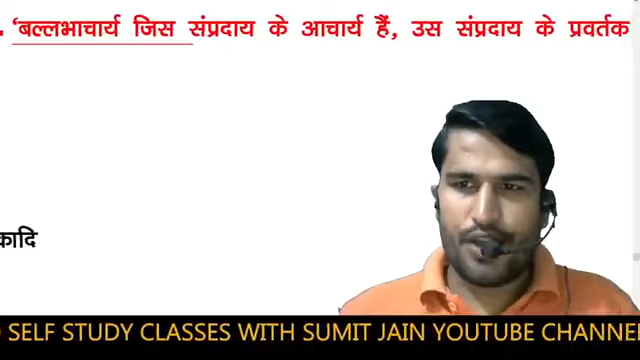 . 'बल्लभाचार्य जिस संप्रदाय के आचार्य हैं, उस संप्रदाय के प्रवर्तक
कादि
SELF STUDY CLASSES WITH SUMIT JAIN YOUTUBE CHANNE